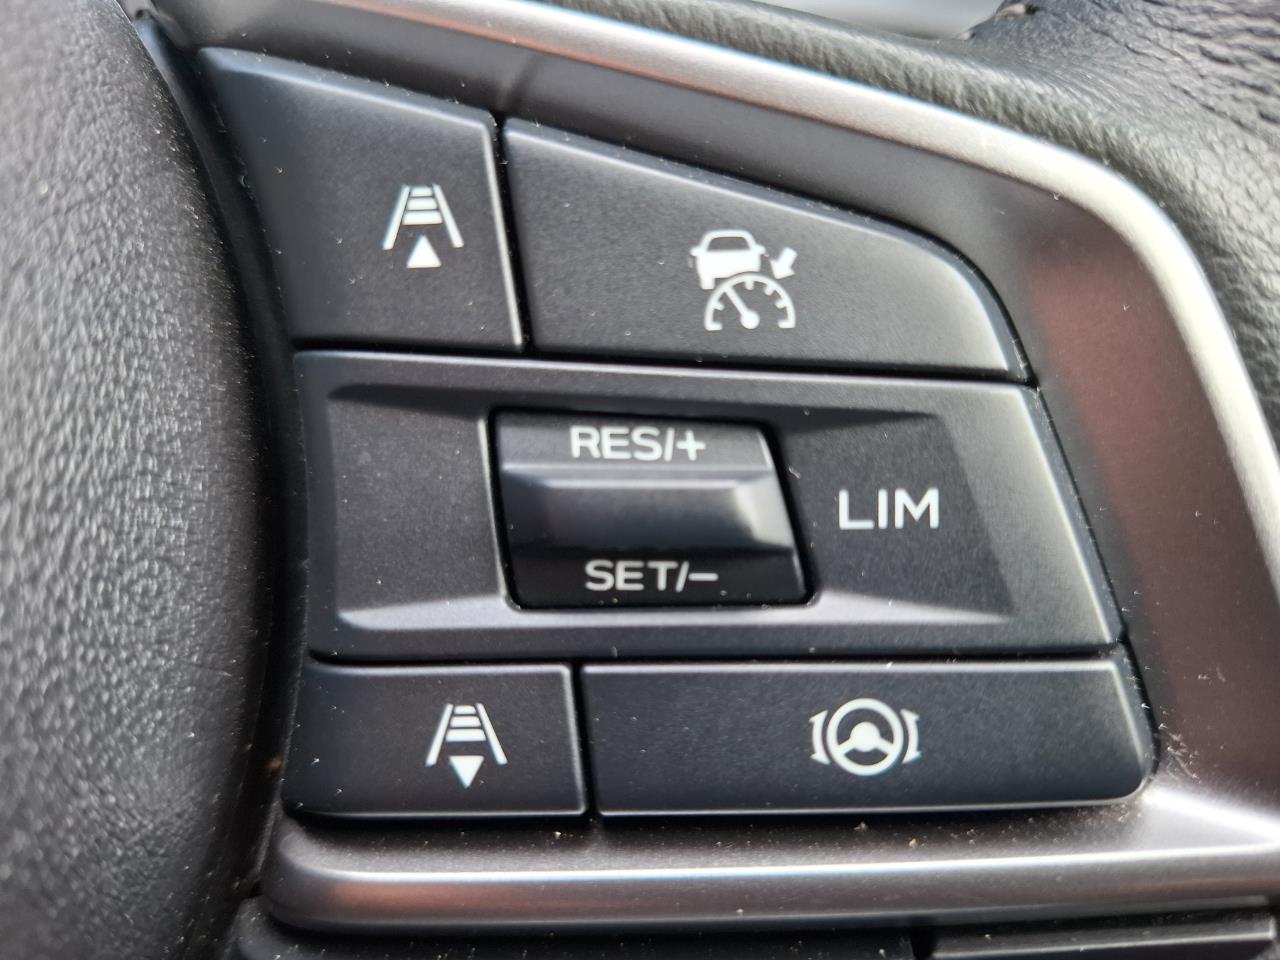 RES/+
LIM
SET/−